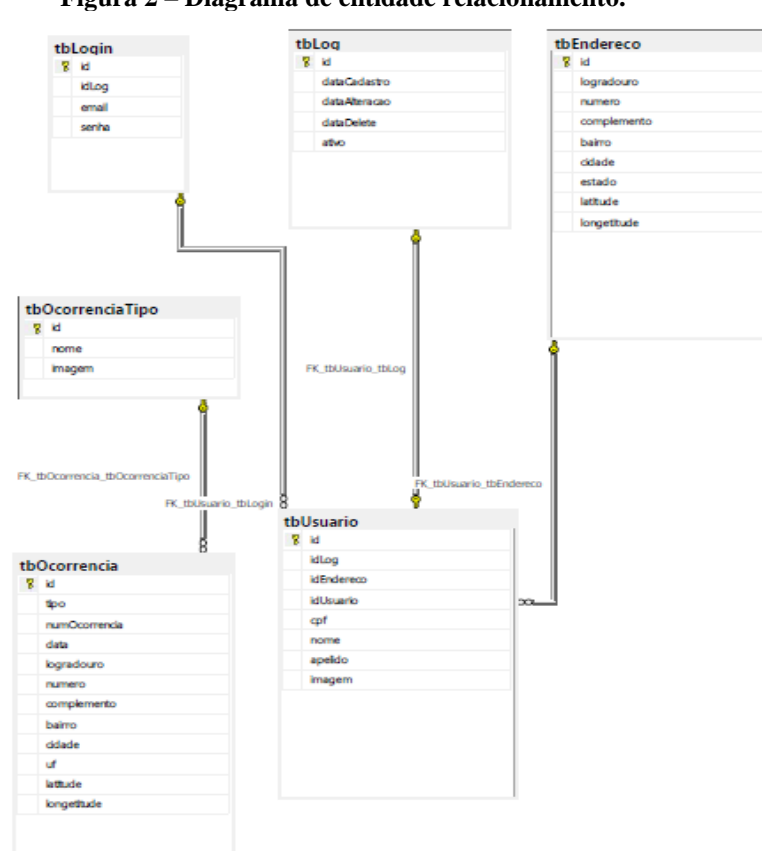 Figura 2 – Diagrama de entidade relacionamento.
tbLogin
id
idLog
email
senha
tbLog
id
dataCadastro
dataAlteracao
dataDelete
ativo
tbEndereco
id
logradouro
numero
complemento
bairro
cidade
estado
latitude
longetitude
tbOcorrenciaTipo
id
nome
imagem
FK_tbUsuario_tbLog
FK_tbOcorrencia_tbOcorrenciaTipo
FK_tbUsuario_tbEndereco
FK_tbUsuario_tbLogin
tbUsuario
id
idLog
idEndereco
idUsuario
cpf
nome
apelido
imagem
tbOcorrencia
id
tipo
numOcorrencia
data
logradouro
numero
complemento
bairro
cidade
uf
latitude
longetitude